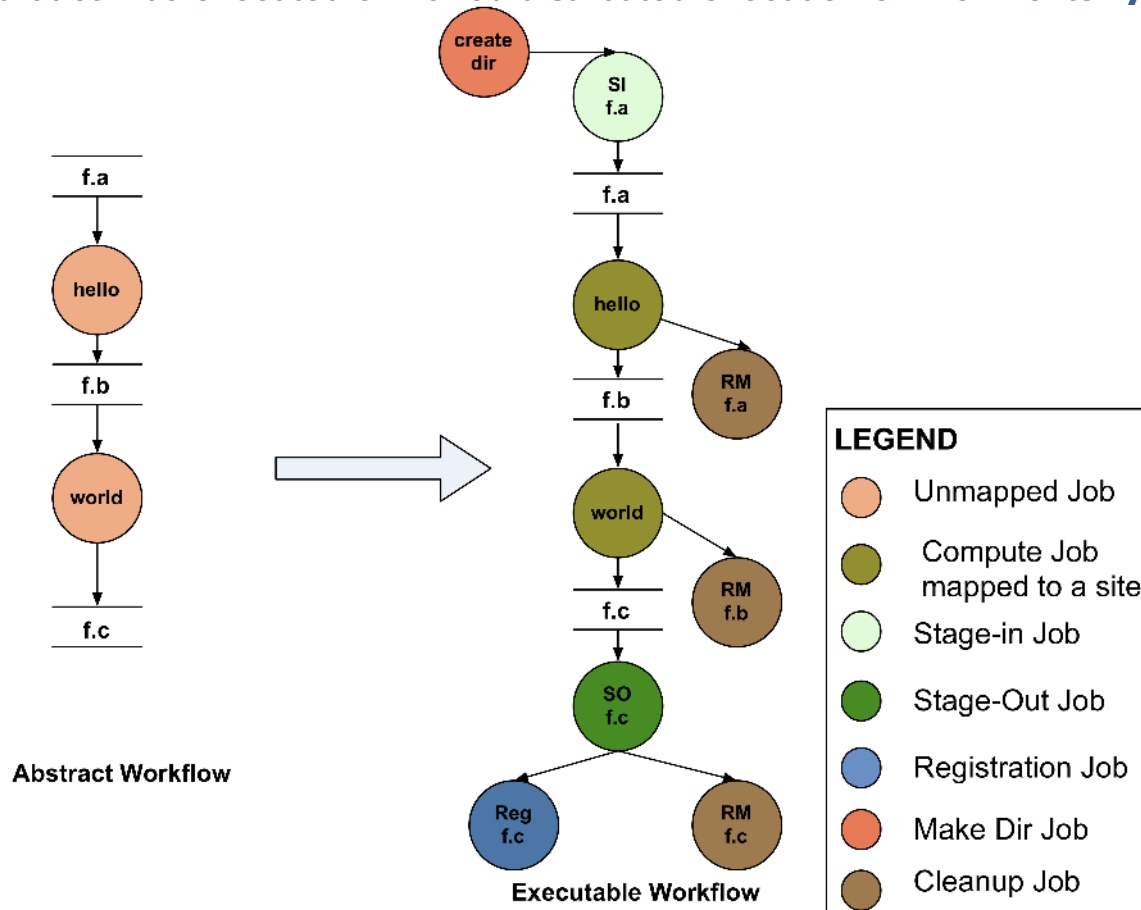 create
dir
SI
f.a
f.a
f.a
hello
hello
RM
f.a
f.b
f.b
world
world
RM
f.b
f.c
f.c
SO
f.c
Abstract Workflow
Reg
f.c
RM
f.c
Executable Workflow
LEGEND
Unmapped Job
Compute Job
mapped to a site
Stage-in Job
Stage-Out Job
Registration Job
Make Dir Job
Cleanup Job